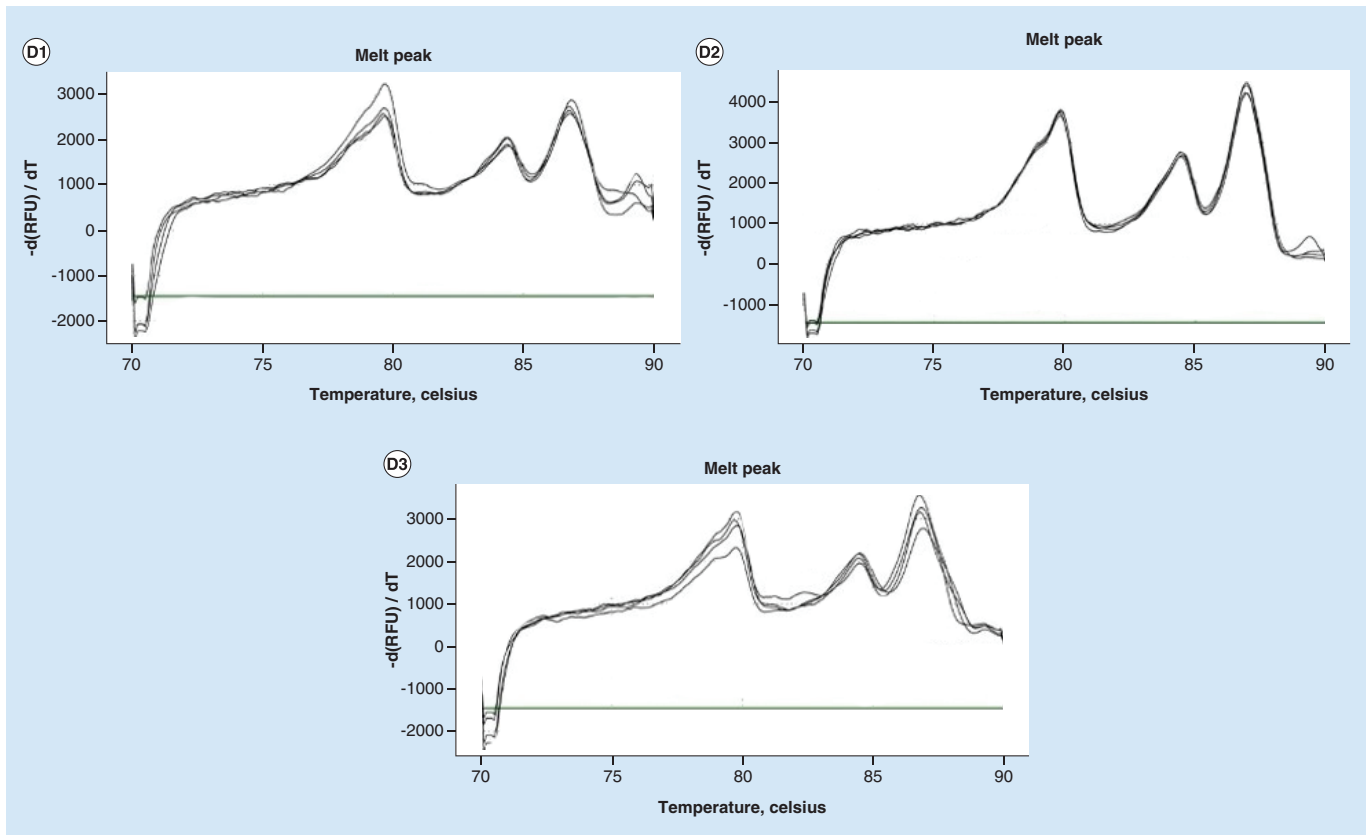 D1
Melt peak
-d(RFU) / dT
3000
2000
1000
0
-1000
-2000
70 75 80 85 90
Temperature, celsius
D2
Melt peak
-d(RFU) / dT
4000
3000
2000
1000
0
-1000
70 75 80 85 90
Temperature, celsius
D3
Melt peak
-d(RFU) / dT
3000
2000
1000
0
-1000
-2000
70 75 80 85 90
Temperature, celsius